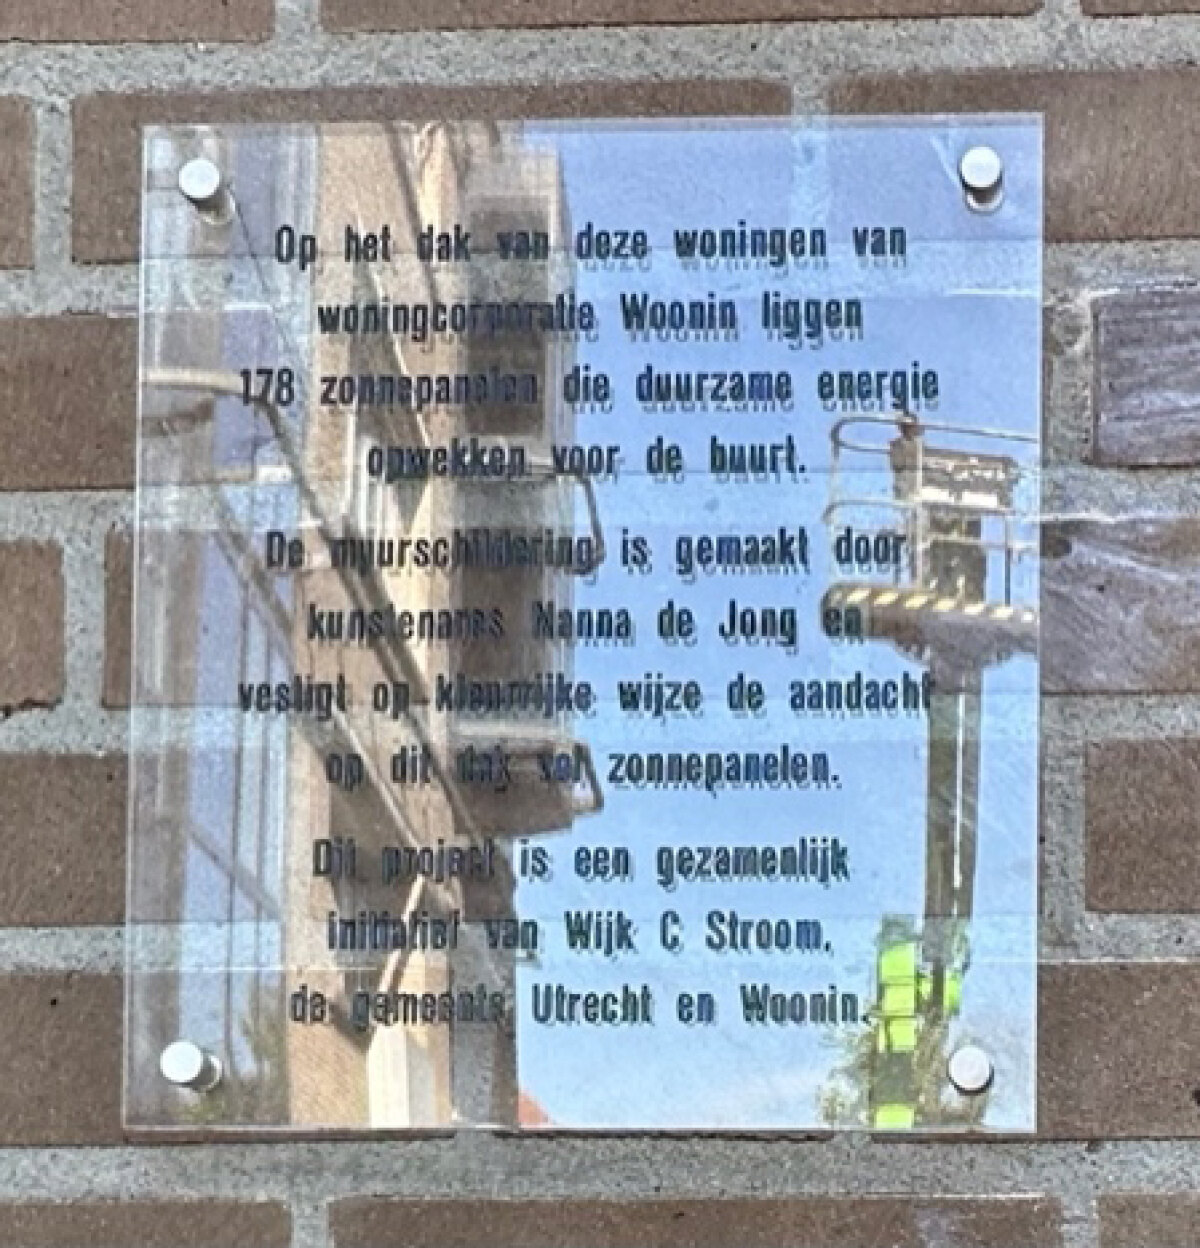 Op het dak van deze woningen van
woningcorporatie Woonin liggen
178 zonnepanelen die duurzame energie
opwekken voor de buurt.
De muurschildering is gemaakt door
kunstenares Nanna de Jong en
vestigt op kleurrijke wijze de aandacht
op dit dak vol zonnepanelen.
Dit project is een gezamenlijk
initiatief van Wijk C Stroom,
de gemeente Utrecht en Woonin.